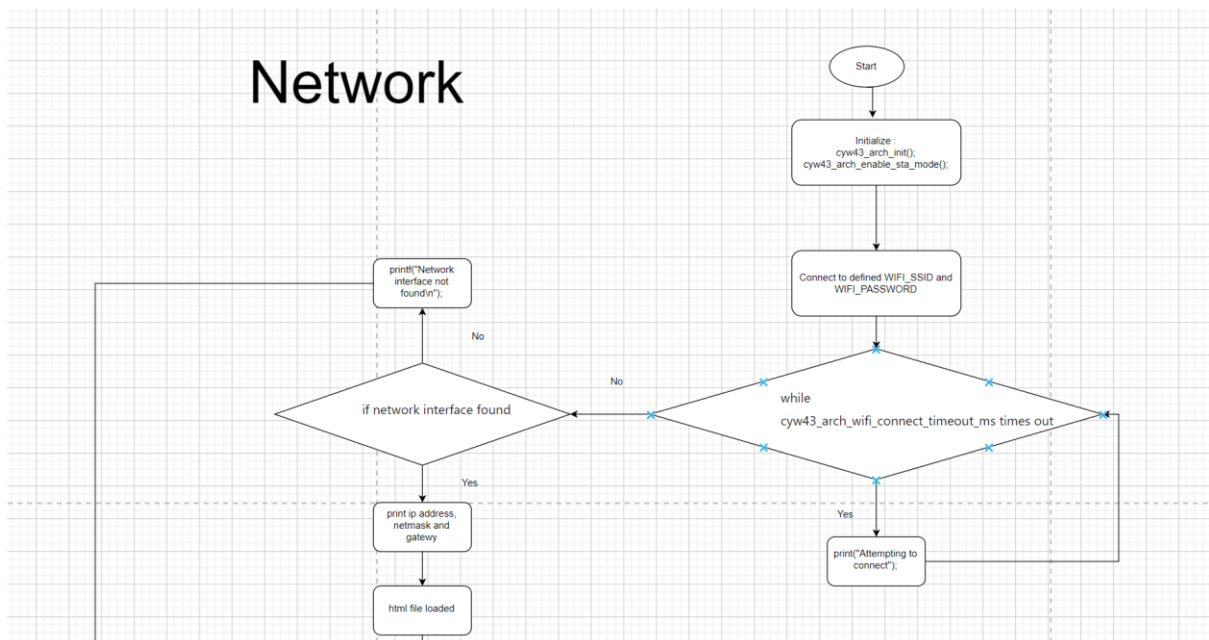 Network
Start
Initialize :
cyw43_arch_init();
cyw43_arch_enable_sta_mode();
Connect to defined WIFI_SSID and
WIFI_PASSWORD
while
cyw43_arch_wifi_connect_timeout_ms times out
Yes
print("Attempting to
connect");
No
if network interface found
No
printf("Network
interface not
found\n");
Yes
print ip address,
netmask and
gatewy
html file loaded